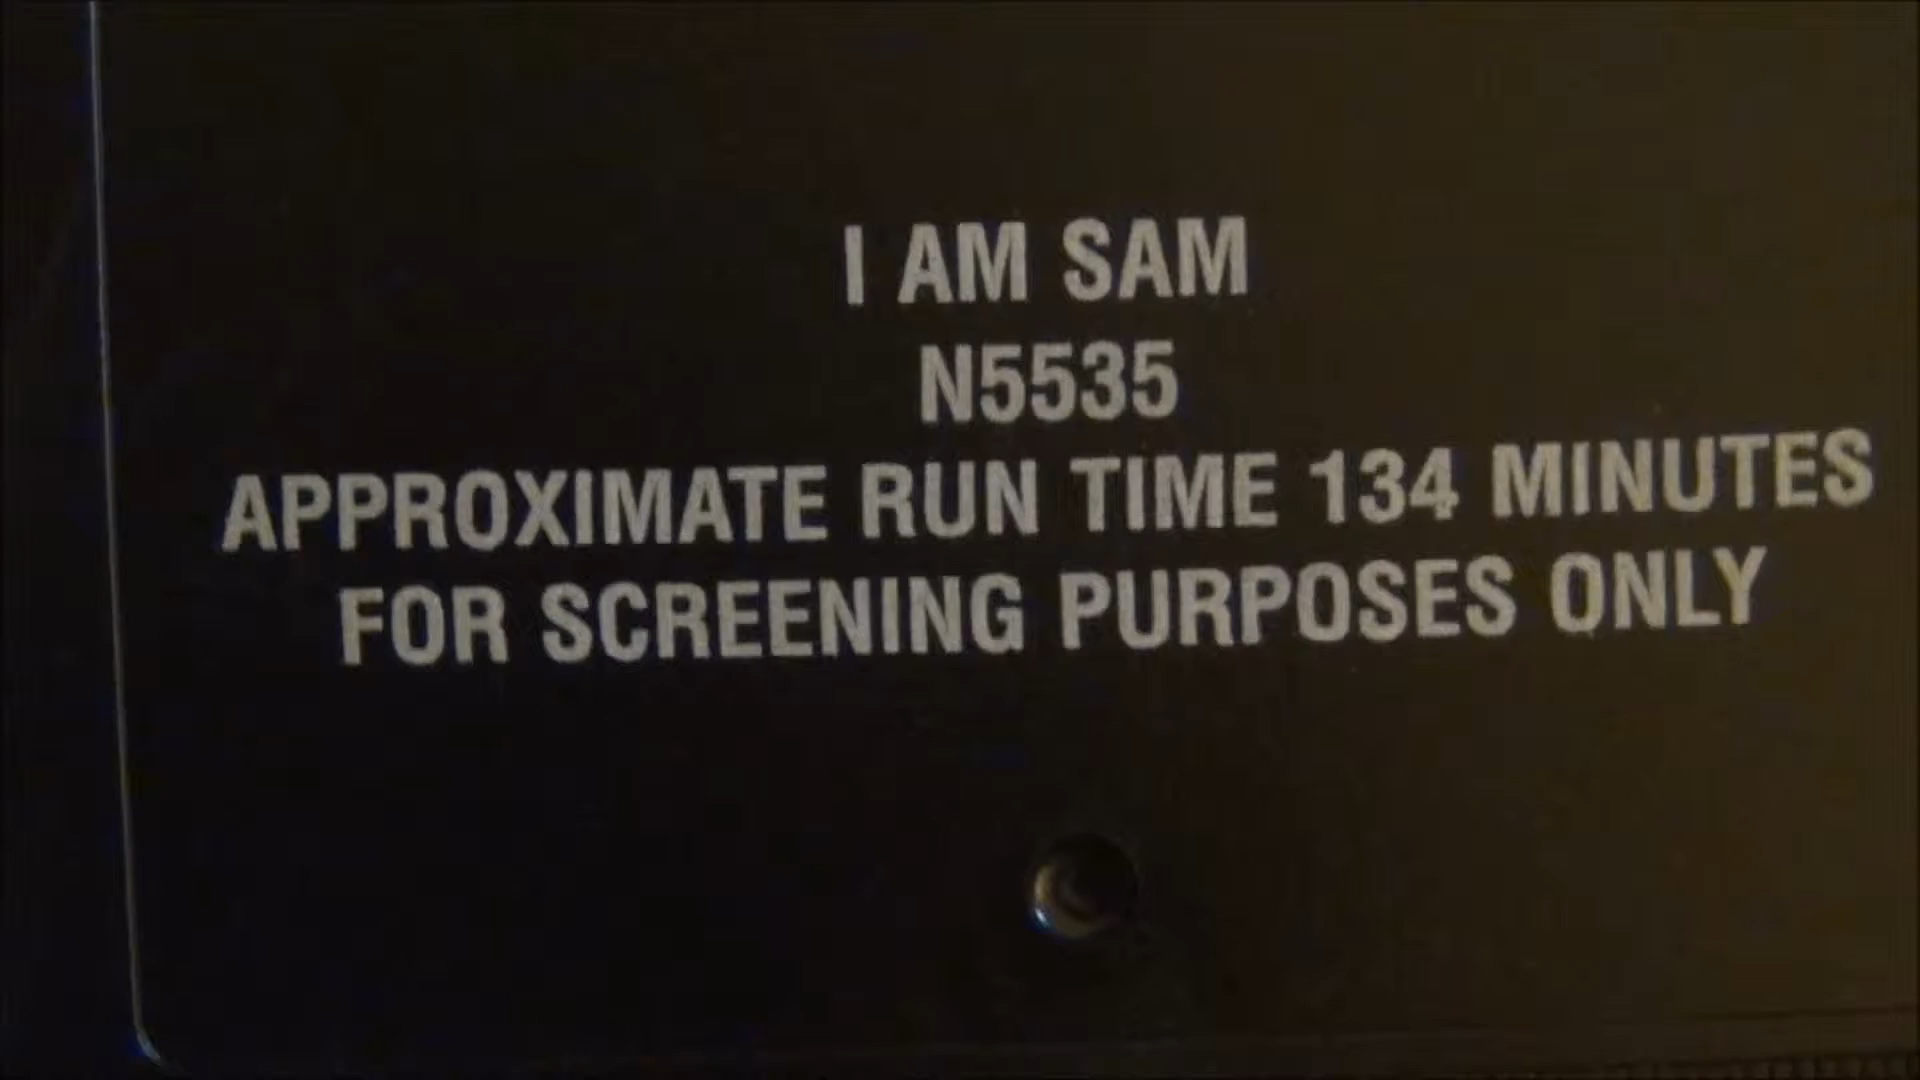 I AM SAM
N5535
APPROXIMATE RUN TIME 134 MINUTES
FOR SCREENING PURPOSES ONLY